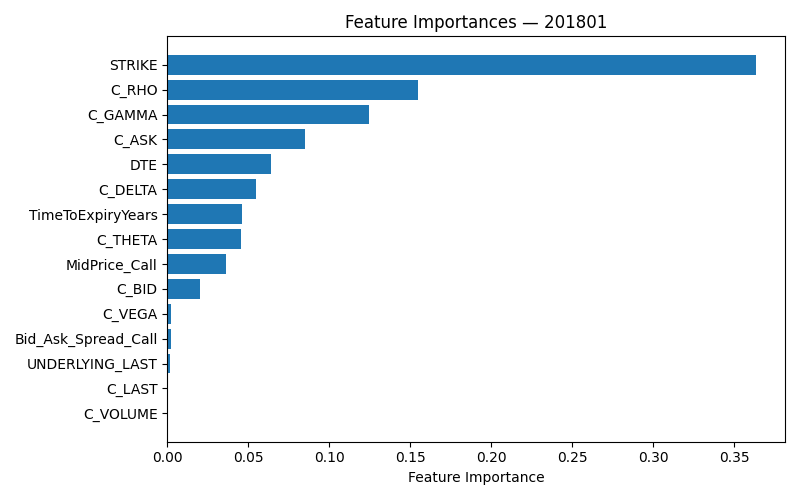 Feature Importances — 201801
STRIKE
C_RHO
C_GAMMA
C_ASK
DTE
C_DELTA
TimeToExpiryYears
C_THETA
MidPrice_Call
C_BID
C_VEGA
Bid_Ask_Spread_Call
UNDERLYING_LAST
C_LAST
C_VOLUME
0.00 0.05 0.10 0.15 0.20 0.25 0.30 0.35
Feature Importance